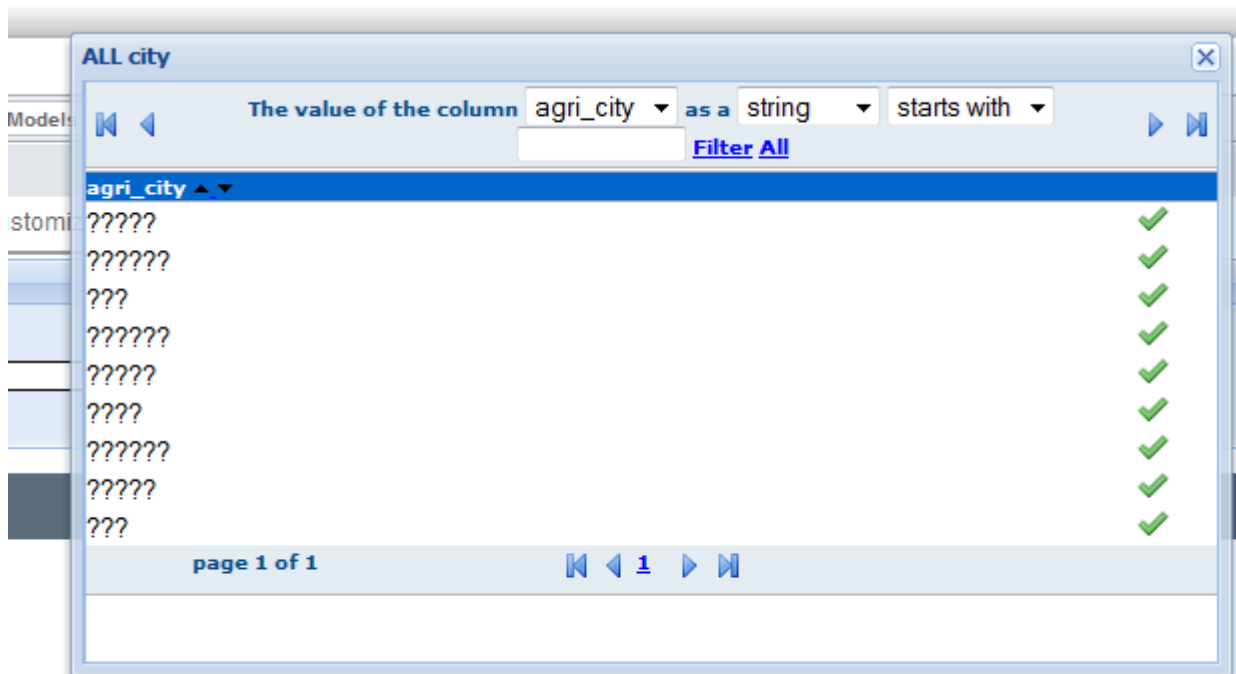 ALL city
Models
The value of the column agri_city as a string starts with
Filter All
agri_city
stomiz
?????
??????
???
??????
?????
????
??????
?????
???
page 1 of 1
1